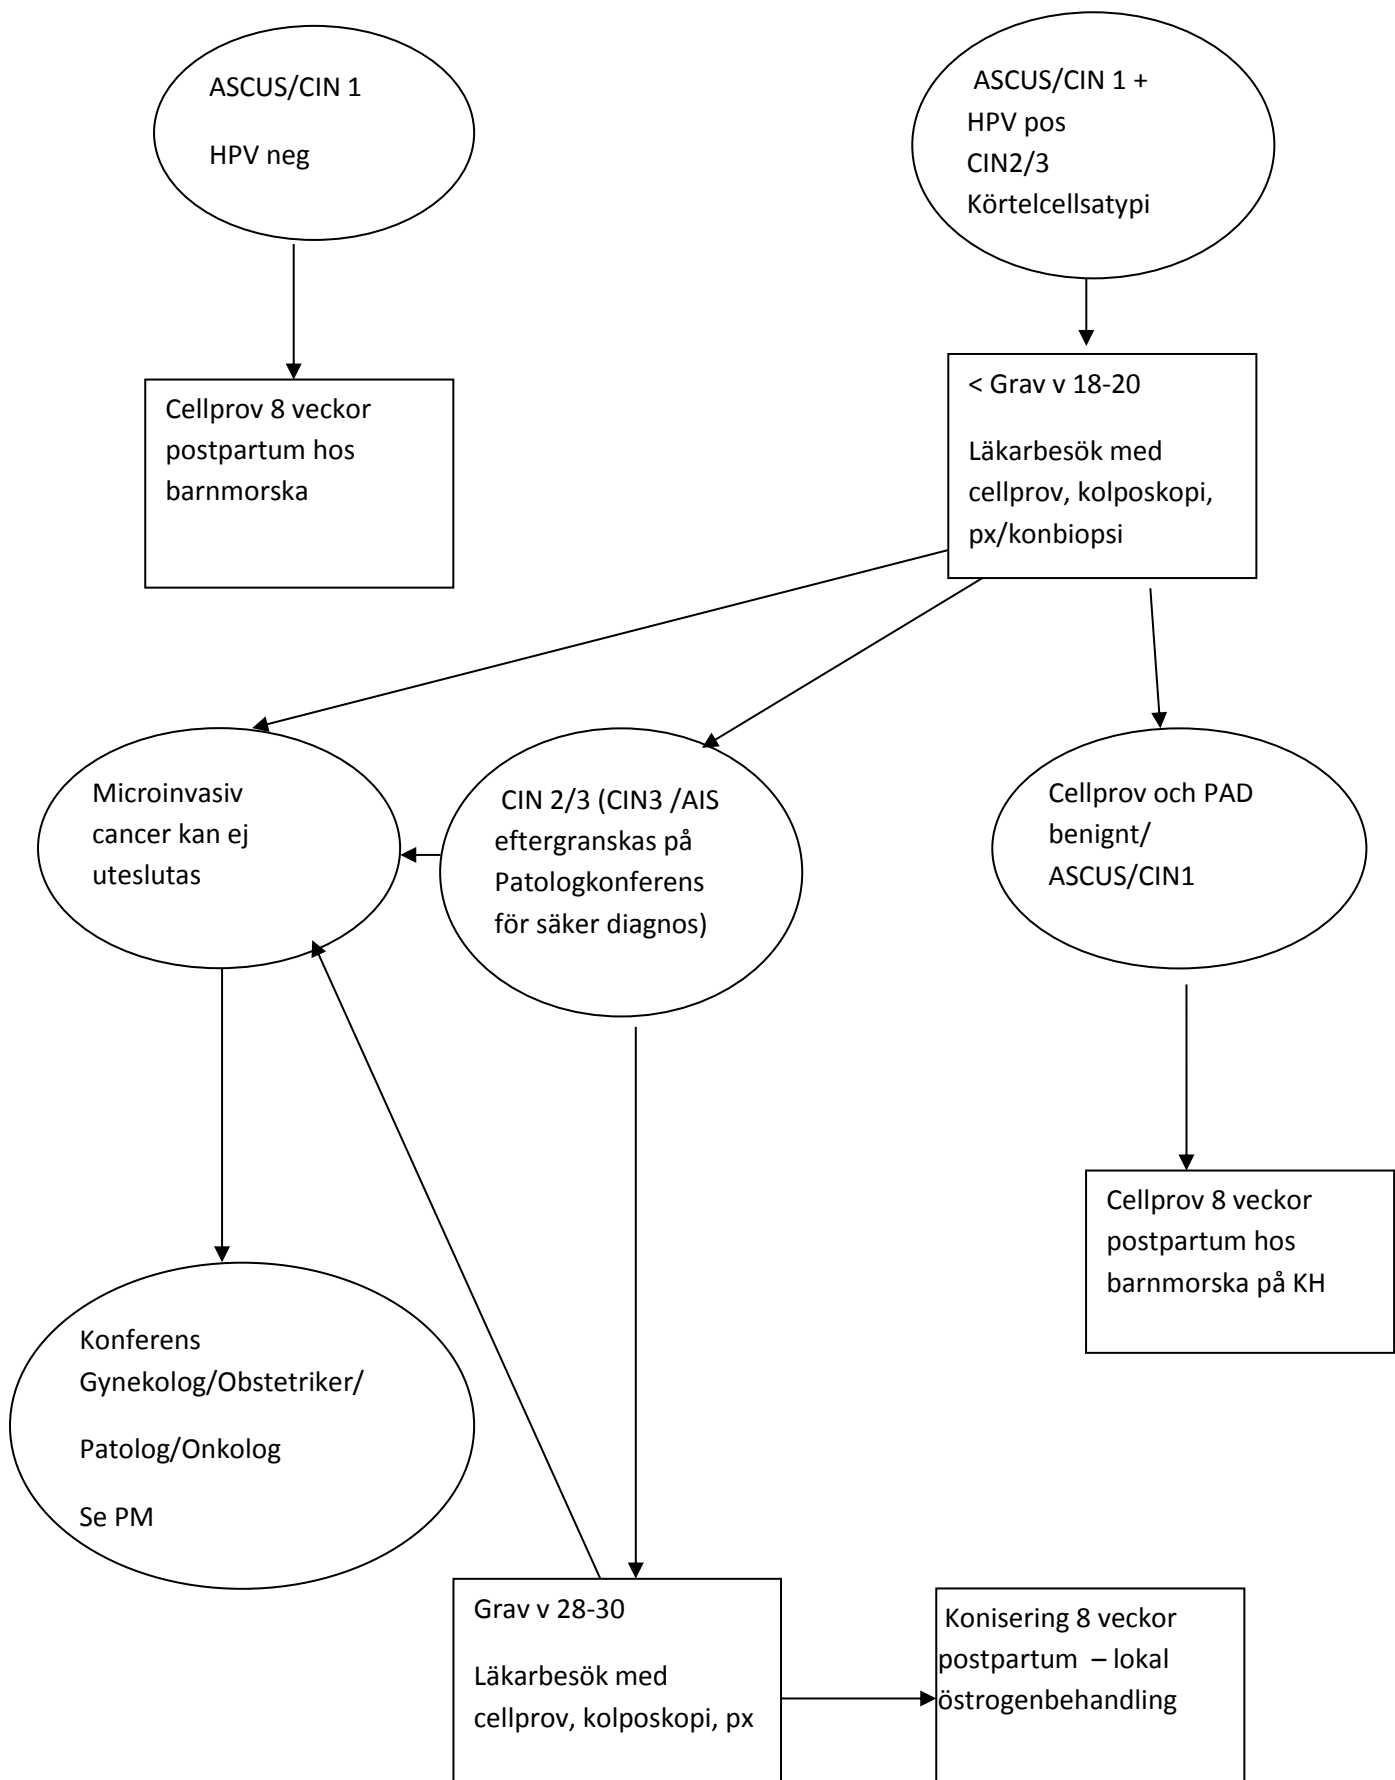 ASCUS/CIN 1
HPV neg
ASCUS/CIN 1 +
HPV pos
CIN2/3
Körtelcellsatypi
Cellprov 8 veckor
postpartum hos
barnmorska
< Grav v 18-20
Läkarbesök med
cellprov, kolposkopi,
px/konbiopsi
Microinvasiv
cancer kan ej
uteslutas
CIN 2/3 (CIN3 /AIS
eftergranskas på
Patologkonferens
för säker diagnos)
Cellprov och PAD
benignt/
ASCUS/CIN1
Cellprov 8 veckor
postpartum hos
barnmorska på KH
Konferens
Gynekolog/Obstetriker/
Patolog/Onkolog
Se PM
Grav v 28-30
Läkarbesök med
cellprov, kolposkopi, px
Konisering 8 veckor
postpartum – lokal
östrogenbehandling